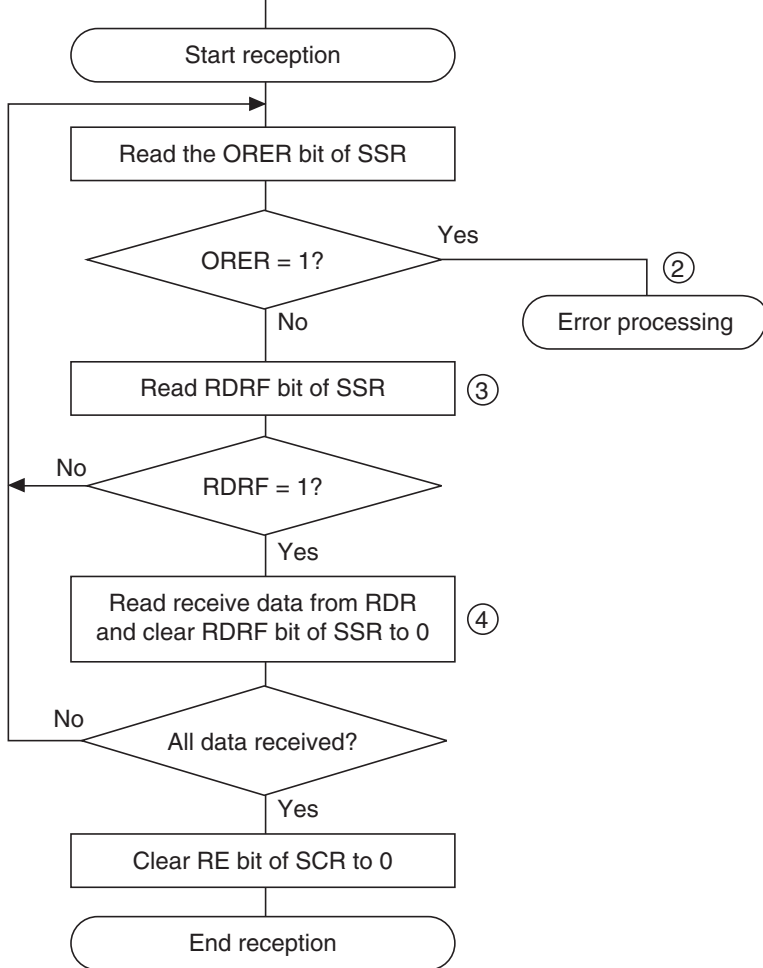 Start reception
Read the ORER bit of SSR
ORER = 1?
Yes
②
Error processing
No
Read RDRF bit of SSR
③
No
RDRF = 1?
Yes
Read receive data from RDR
and clear RDRF bit of SSR to 0
④
No
All data received?
Yes
Clear RE bit of SCR to 0
End reception